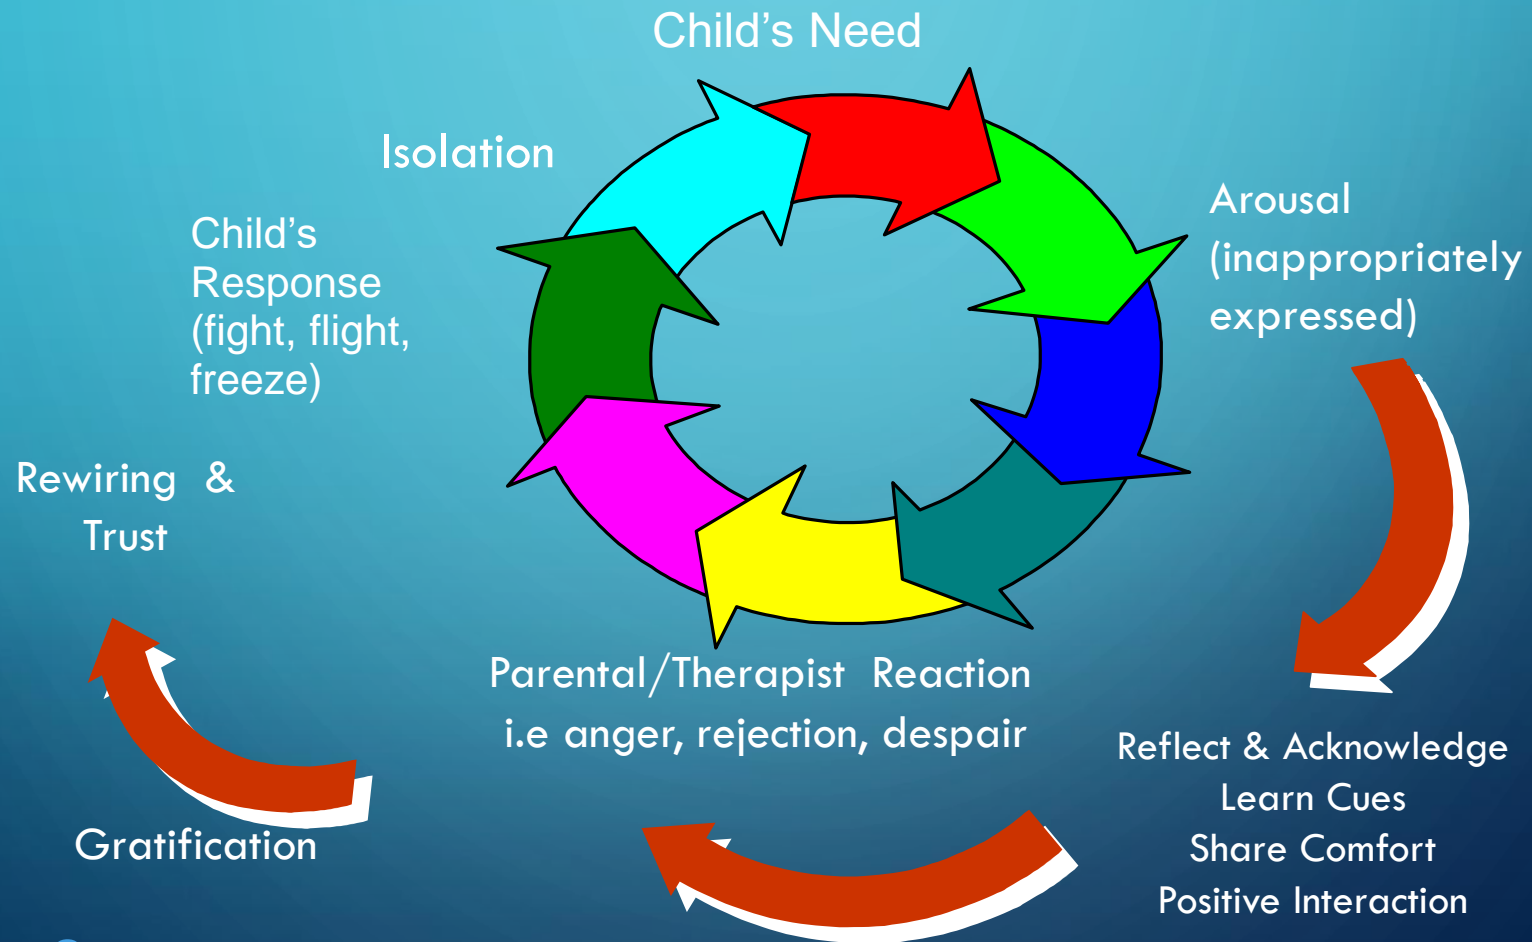 Child’s Need
Isolation
Arousal
(inappropriately
expressed)
Child’s
Response
(fight, flight,
freeze)
Rewiring &
Trust
Parental/Therapist Reaction
i.e anger, rejection, despair
Reflect & Acknowledge
Learn Cues
Share Comfort
Positive Interaction
Gratification